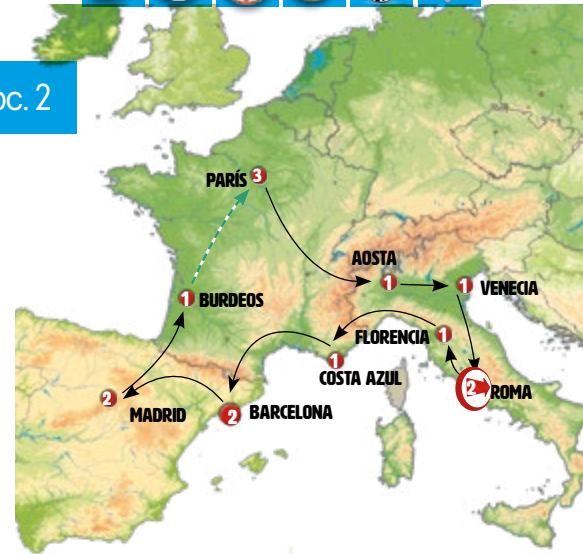 oc. 2
PARÍS
3
AOSTA
1
1
VENECIA
1
BURDEOS
FLORENCIA
1
1
COSTA AZUL
2
ROMA
2
MADRID
2
BARCELONA